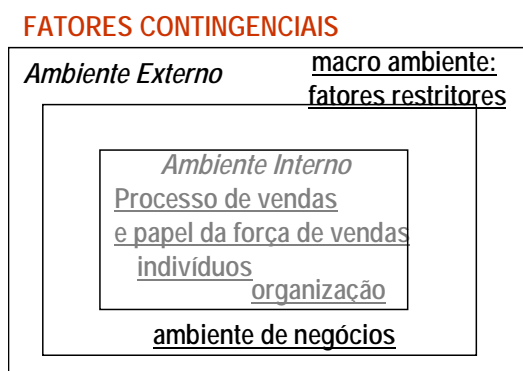 FATORES CONTINGENCIAIS
Ambiente Externo
macro ambiente:
fatores restritores
Ambiente Interno
Processo de vendas
e papel da força de vendas
indivíduos
organização
ambiente de negócios